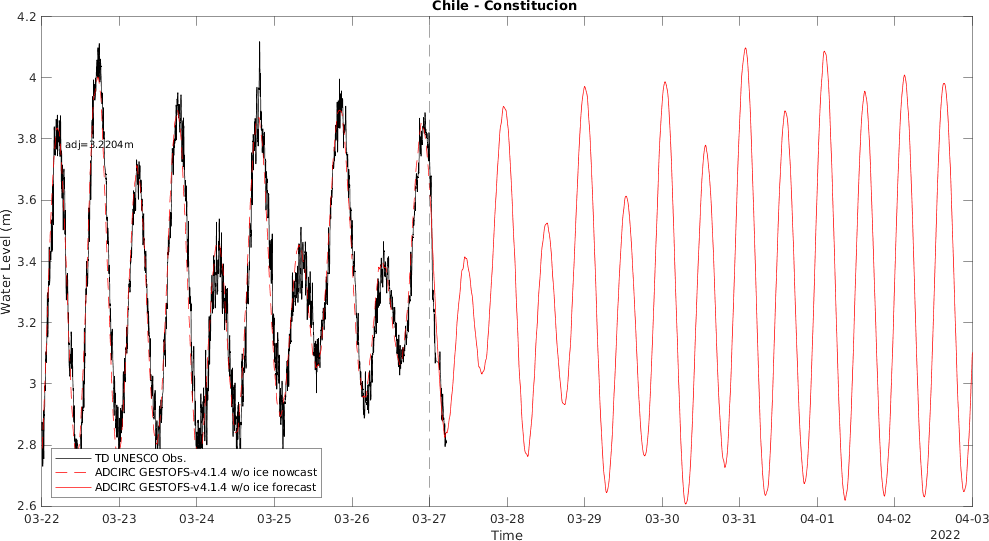 Chile - Constitucion
4.2
4
3.8
3.6
3.4
3.2
3
2.8
2.6
Water Level (m)
adj=3.2204m
TD UNESCO Obs.
ADCIRC GESTOFS-v4.1.4 w/o ice nowcast
ADCIRC GESTOFS-v4.1.4 w/o ice forecast
03-22 03-23 03-24 03-25 03-26 03-27 03-28 03-29 03-30 03-31 04-01 04-02 04-03
Time
2022